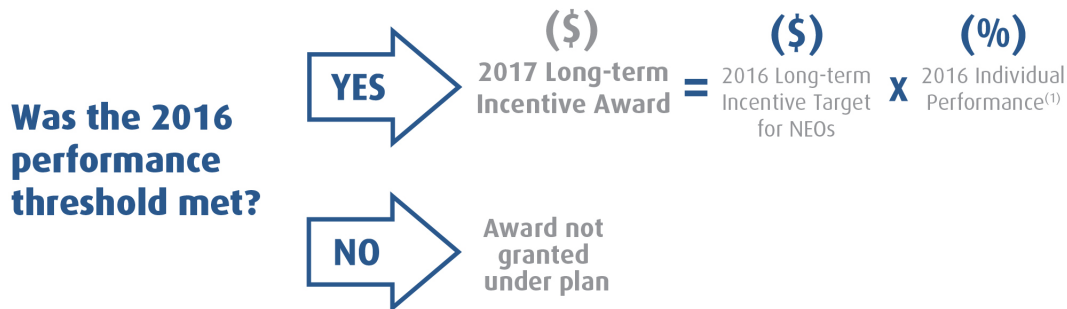 Was the 2016
performance
threshold met?
YES
($)
2017 Long-term
Incentive Award
=
($)
2016 Long-term
Incentive Target
for NEOs
x
(%)
2016 Individual
Performance(1)
NO
Award not
granted
under plan